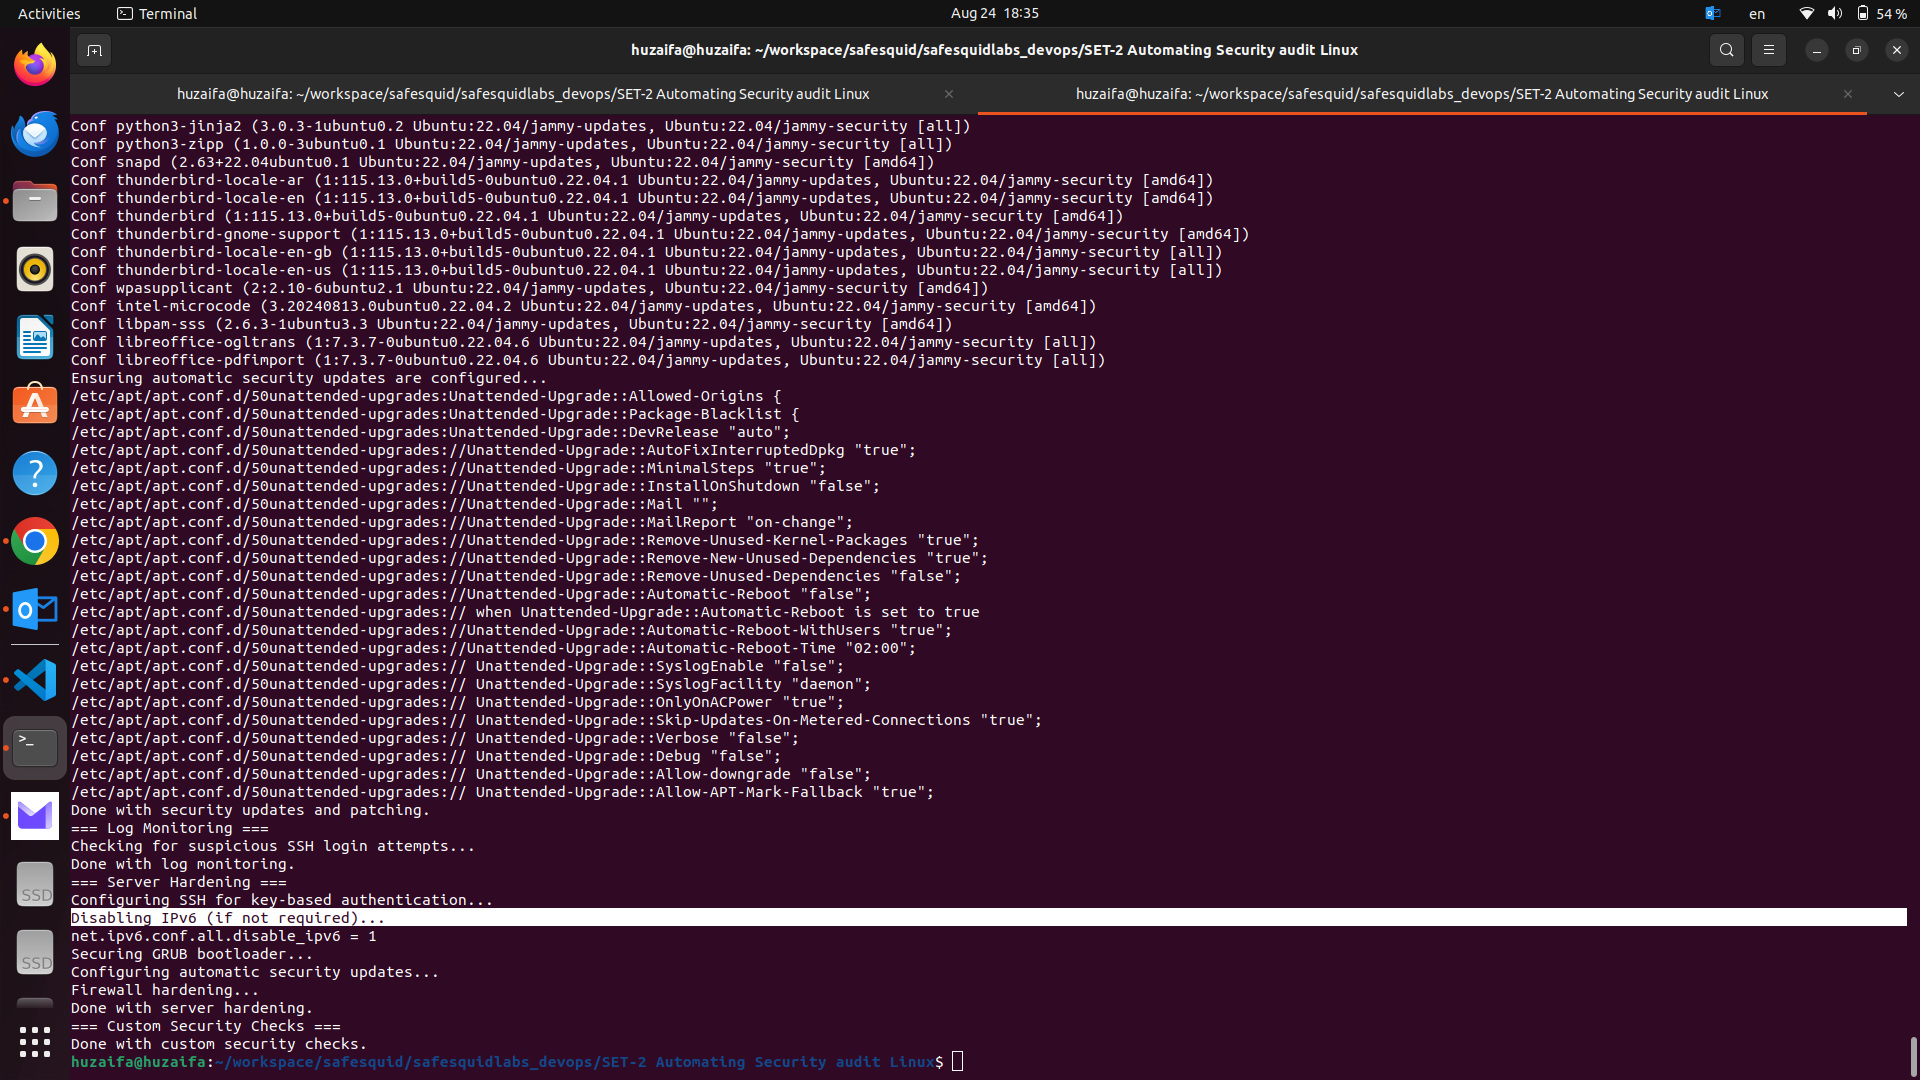 Activities
Terminal
Aug 24 18:35
en
54 %
huzaifa@huzaifa: ~/workspace/safesquid/safesquidlabs_devops/SET-2 Automating Security audit Linux
huzaifa@huzaifa: ~/workspace/safesquid/safesquidlabs_devops/SET-2 Automating Security audit Linux
huzaifa@huzaifa: ~/workspace/safesquid/safesquidlabs_devops/SET-2 Automating Security audit Linux
Conf python3-jinja2 (3.0.3-1ubuntu0.2 Ubuntu:22.04/jammy-updates, Ubuntu:22.04/jammy-security [all])
Conf python3-zipp (1.0.0-3ubuntu0.1 Ubuntu:22.04/jammy-updates, Ubuntu:22.04/jammy-security [all])
Conf snapd (2.63+22.04ubuntu0.1 Ubuntu:22.04/jammy-updates, Ubuntu:22.04/jammy-security [amd64])
Conf thunderbird-locale-ar (1:115.13.0+build5-0ubuntu0.22.04.1 Ubuntu:22.04/jammy-updates, Ubuntu:22.04/jammy-security [amd64])
Conf thunderbird-locale-en (1:115.13.0+build5-0ubuntu0.22.04.1 Ubuntu:22.04/jammy-updates, Ubuntu:22.04/jammy-security [amd64])
Conf thunderbird (1:115.13.0+build5-0ubuntu0.22.04.1 Ubuntu:22.04/jammy-updates, Ubuntu:22.04/jammy-security [amd64])
Conf thunderbird-gnome-support (1:115.13.0+build5-0ubuntu0.22.04.1 Ubuntu:22.04/jammy-updates, Ubuntu:22.04/jammy-security [amd64])
Conf thunderbird-locale-en-gb (1:115.13.0+build5-0ubuntu0.22.04.1 Ubuntu:22.04/jammy-updates, Ubuntu:22.04/jammy-security [all])
Conf thunderbird-locale-en-us (1:115.13.0+build5-0ubuntu0.22.04.1 Ubuntu:22.04/jammy-updates, Ubuntu:22.04/jammy-security [all])
Conf wpasupplicant (2:2.10-6ubuntu2.1 Ubuntu:22.04/jammy-updates, Ubuntu:22.04/jammy-security [amd64])
Conf intel-microcode (3.20240813.0ubuntu0.22.04.2 Ubuntu:22.04/jammy-updates, Ubuntu:22.04/jammy-security [amd64])
Conf libpam-sss (2.6.3-1ubuntu3.3 Ubuntu:22.04/jammy-updates, Ubuntu:22.04/jammy-security [amd64])
Conf libreoffice-ogltrans (1:7.3.7-0ubuntu0.22.04.6 Ubuntu:22.04/jammy-updates, Ubuntu:22.04/jammy-security [all])
Conf libreoffice-pdfimport (1:7.3.7-0ubuntu0.22.04.6 Ubuntu:22.04/jammy-updates, Ubuntu:22.04/jammy-security [all])
Ensuring automatic security updates are configured...
/etc/apt/apt.conf.d/50unattended-upgrades:Unattended-Upgrade::Allowed-Origins {
/etc/apt/apt.conf.d/50unattended-upgrades:Unattended-Upgrade::Package-Blacklist {
/etc/apt/apt.conf.d/50unattended-upgrades:Unattended-Upgrade::DevRelease "auto";
/etc/apt/apt.conf.d/50unattended-upgrades://Unattended-Upgrade::AutoFixInterruptedDpkg "true";
/etc/apt/apt.conf.d/50unattended-upgrades://Unattended-Upgrade::MinimalSteps "true";
/etc/apt/apt.conf.d/50unattended-upgrades://Unattended-Upgrade::InstallOnShutdown "false";
/etc/apt/apt.conf.d/50unattended-upgrades://Unattended-Upgrade::Mail "";
/etc/apt/apt.conf.d/50unattended-upgrades://Unattended-Upgrade::MailReport "on-change";
/etc/apt/apt.conf.d/50unattended-upgrades://Unattended-Upgrade::Remove-Unused-Kernel-Packages "true";
/etc/apt/apt.conf.d/50unattended-upgrades://Unattended-Upgrade::Remove-New-Unused-Dependencies "true";
/etc/apt/apt.conf.d/50unattended-upgrades://Unattended-Upgrade::Remove-Unused-Dependencies "false";
/etc/apt/apt.conf.d/50unattended-upgrades://Unattended-Upgrade::Automatic-Reboot "false";
/etc/apt/apt.conf.d/50unattended-upgrades:// when Unattended-Upgrade::Automatic-Reboot is set to true
/etc/apt/apt.conf.d/50unattended-upgrades://Unattended-Upgrade::Automatic-Reboot-WithUsers "true";
/etc/apt/apt.conf.d/50unattended-upgrades://Unattended-Upgrade::Automatic-Reboot-Time "02:00";
/etc/apt/apt.conf.d/50unattended-upgrades:// Unattended-Upgrade::SyslogEnable "false";
/etc/apt/apt.conf.d/50unattended-upgrades:// Unattended-Upgrade::SyslogFacility "daemon";
/etc/apt/apt.conf.d/50unattended-upgrades:// Unattended-Upgrade::OnlyOnACPower "true";
/etc/apt/apt.conf.d/50unattended-upgrades:// Unattended-Upgrade::Skip-Updates-On-Metered-Connections "true";
/etc/apt/apt.conf.d/50unattended-upgrades:// Unattended-Upgrade::Verbose "false";
/etc/apt/apt.conf.d/50unattended-upgrades:// Unattended-Upgrade::Debug "false";
/etc/apt/apt.conf.d/50unattended-upgrades:// Unattended-Upgrade::Allow-downgrade "false";
/etc/apt/apt.conf.d/50unattended-upgrades:// Unattended-Upgrade::Allow-APT-Mark-Fallback "true";
Done with security updates and patching.
=== Log Monitoring ===
Checking for suspicious SSH login attempts...
Done with log monitoring.
=== Server Hardening ===
Configuring SSH for key-based authentication...
Disabling IPv6 (if not required)...
net.ipv6.conf.all.disable_ipv6 = 1
Securing GRUB bootloader...
Configuring automatic security updates...
Firewall hardening...
Done with server hardening.
=== Custom Security Checks ===
Done with custom security checks.
huzaifa@huzaifa:~/workspace/safesquid/safesquidlabs_devops/SET-2 Automating Security audit Linux$
SSD
SSD